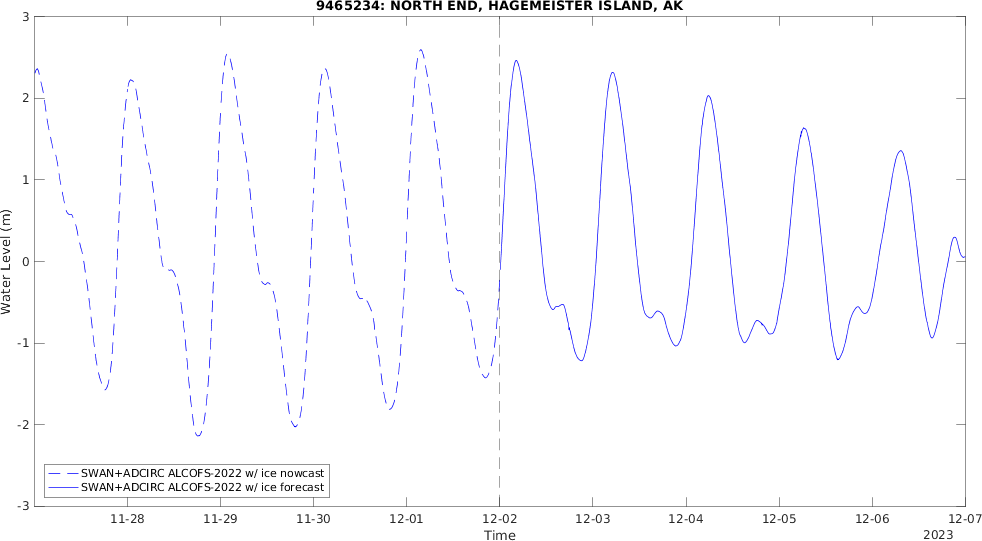 9465234: NORTH END, HAGEMEISTER ISLAND, AK
3
2
1
0
-1
-2
-3
Water Level (m)
SWAN+ADCIRC ALCOFS-2022 w/ ice nowcast
SWAN+ADCIRC ALCOFS-2022 w/ ice forecast
11-28 11-29 11-30 12-01 12-02 12-03 12-04 12-05 12-06 12-07
Time
2023